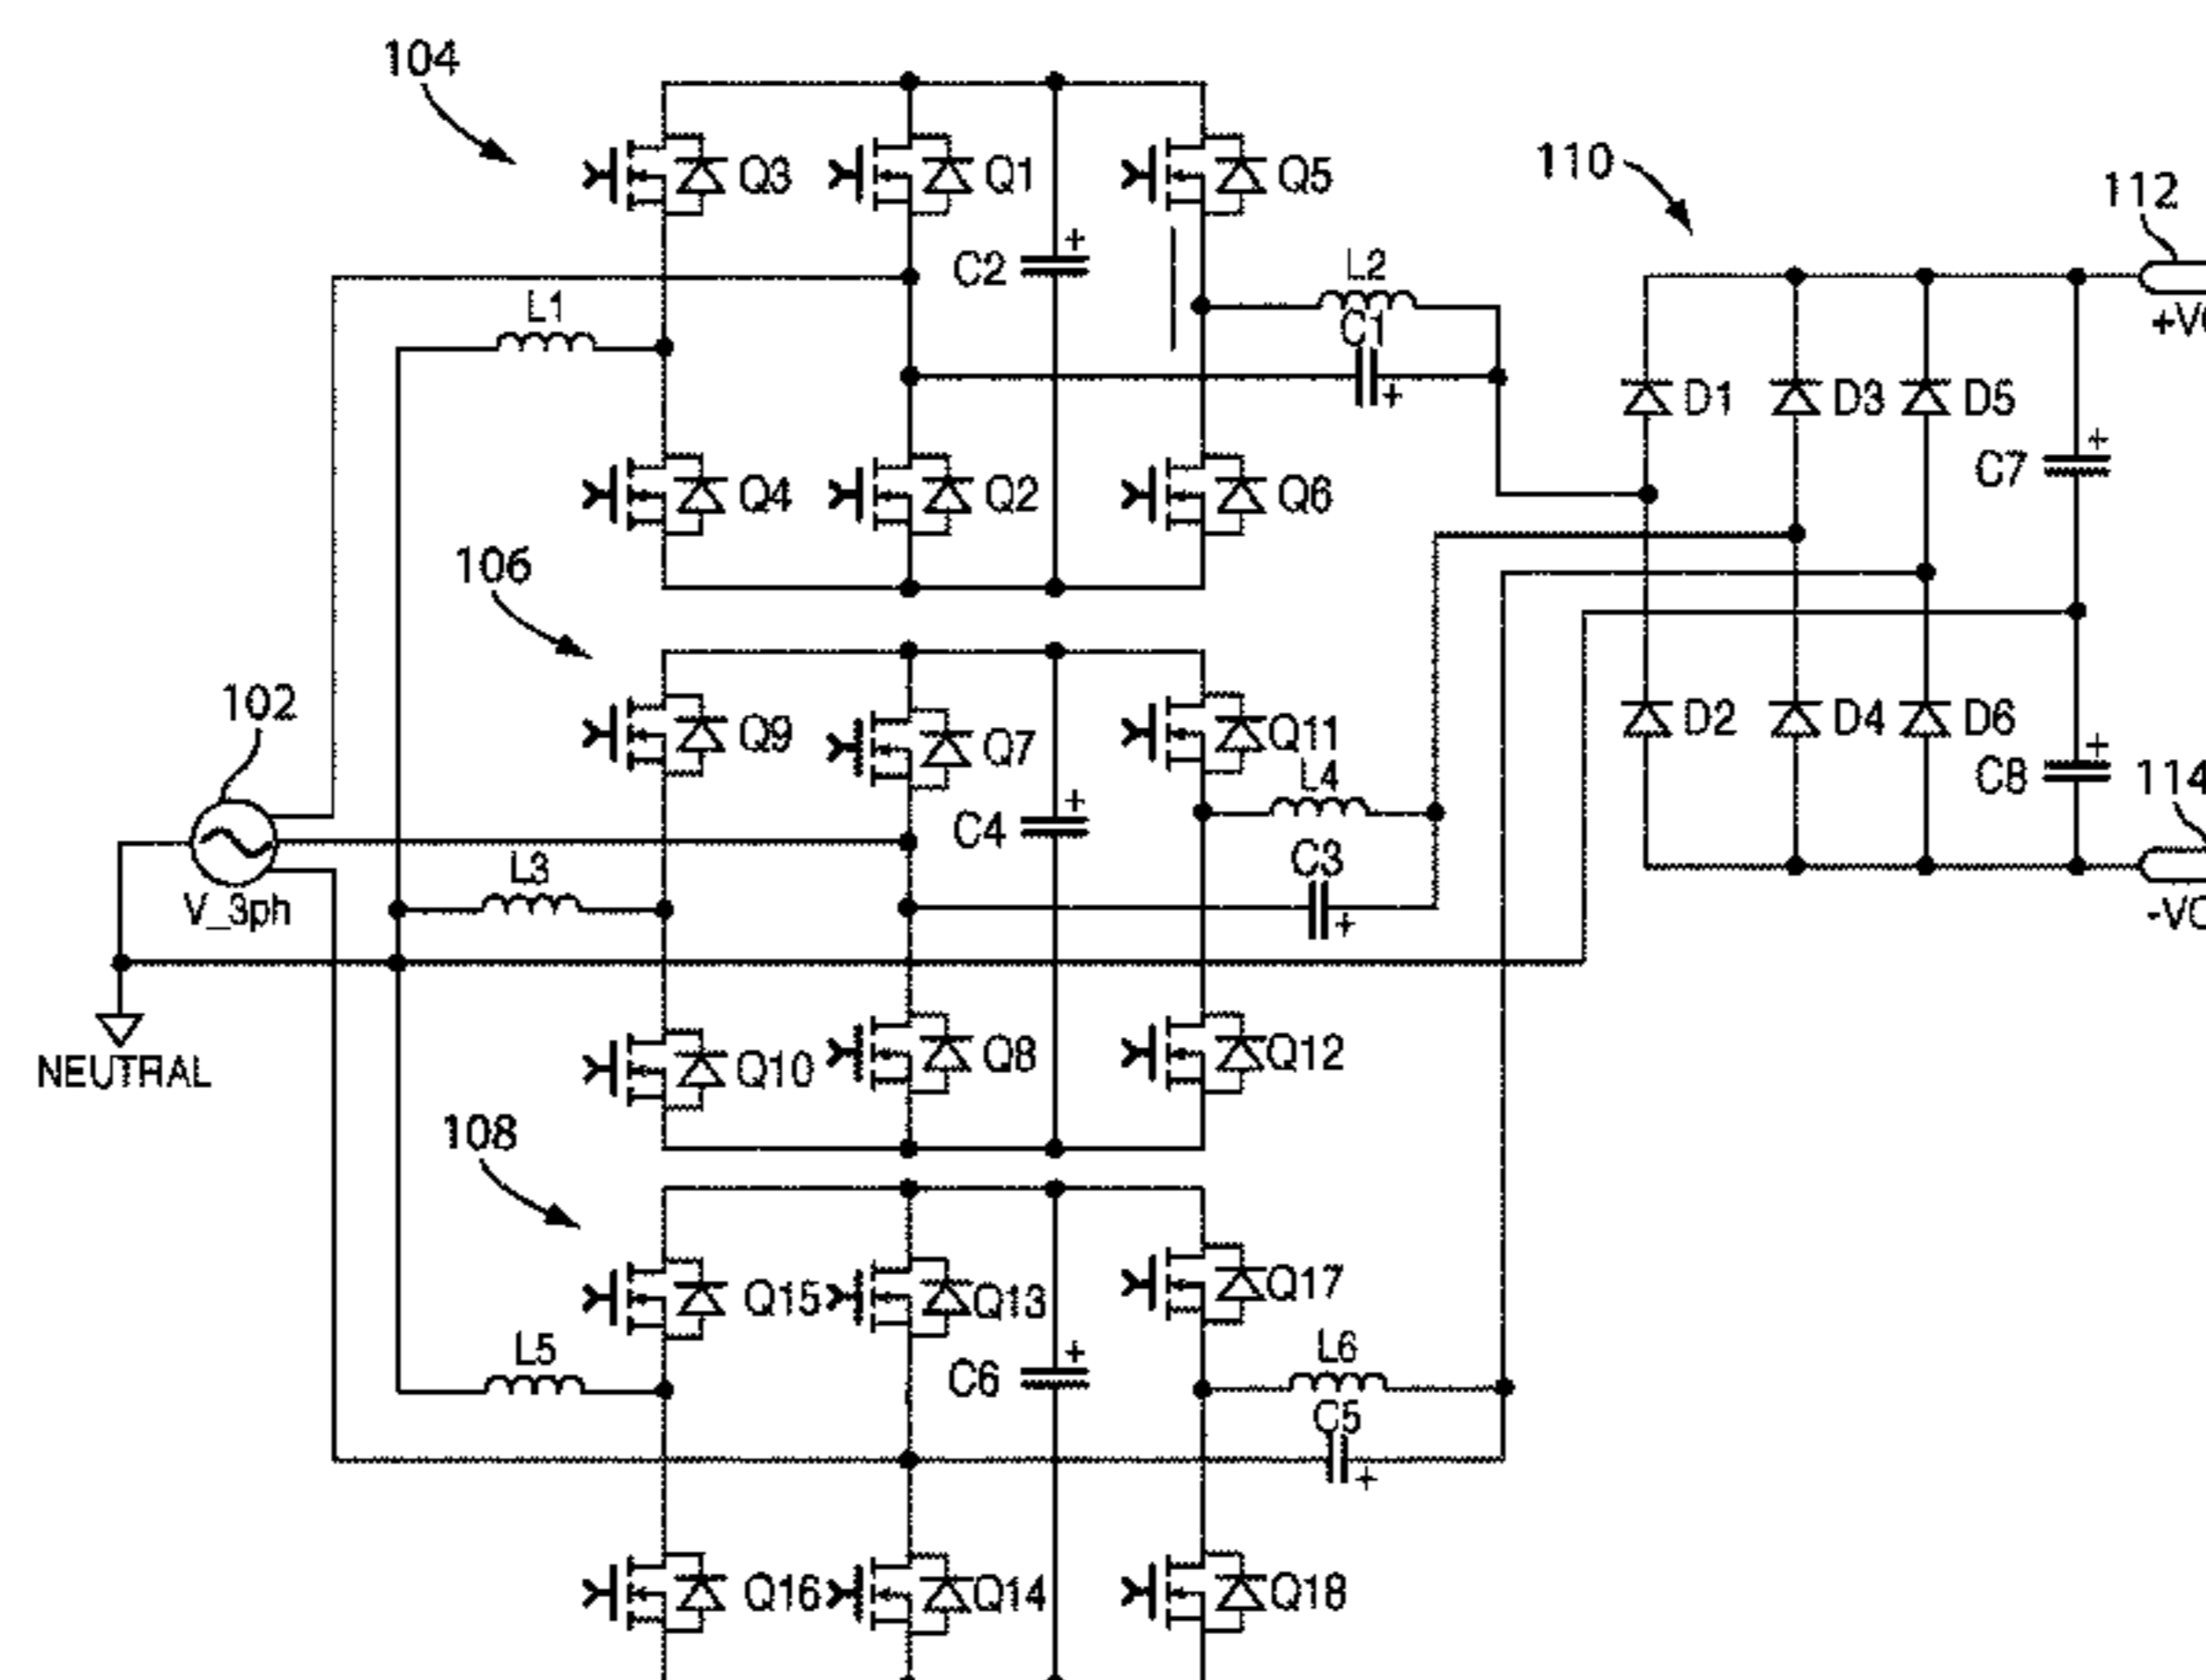 104
Q3
Q1
Q5
110
112
C2
L2
L1
C1
+
+
+V
D1
D3
D5
+
C7
Q4
Q2
Q6
106
102
Q9
Q7
Q11
D2
D4
D6
L4
+
C8
114
C4
+
L3
C3
+
V_3ph
-V
NEUTRAL
Q10
Q8
Q12
108
Q15
Q13
Q17
L5
L6
C6
+
C5
+
Q16
Q14
Q18